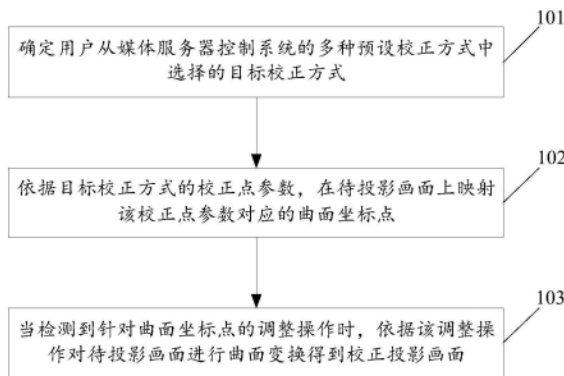 101
确定用户从媒体服务器控制系统的多种预设校正方式中
选择的目标校正方式
102
依据目标校正方式的校正点参数，在待投影画面上映射
该校正点参数对应的曲面坐标点
103
当检测到针对曲面坐标点的调整操作时，依据该调整操
作对待投影画面进行曲面变换得到校正投影画面